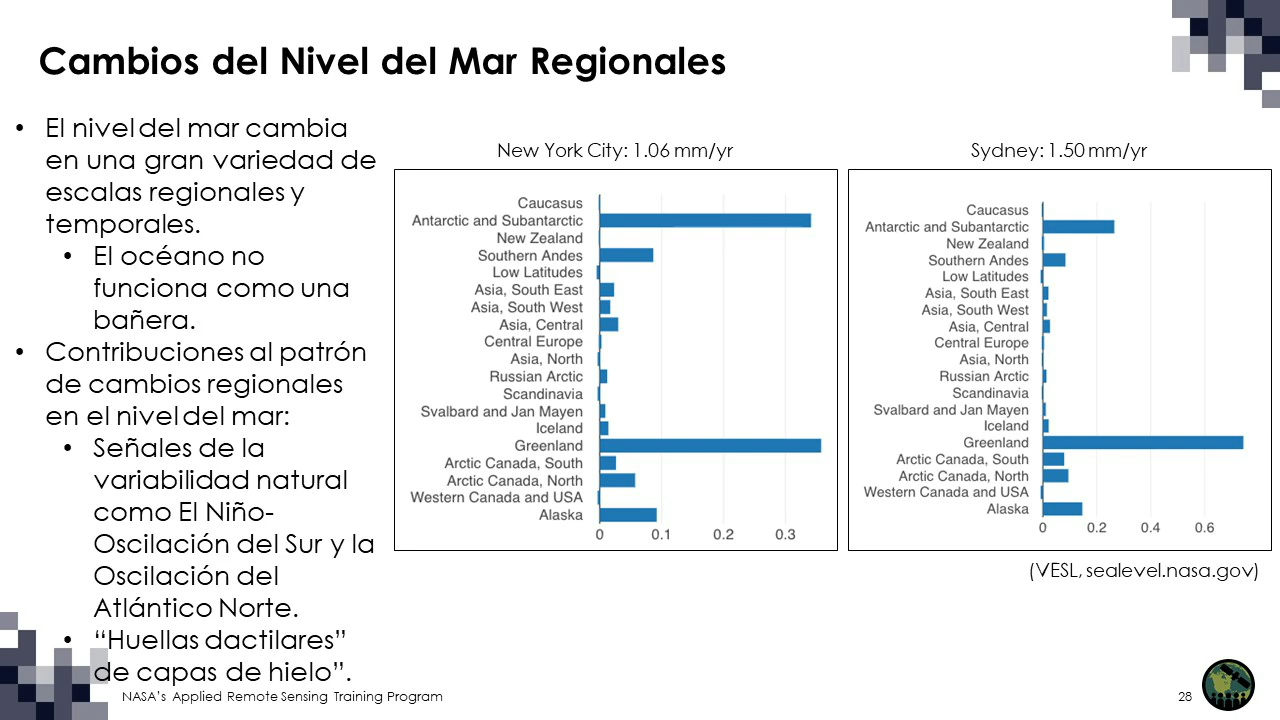 Cambios del Nivel del Mar Regionales
• El nivel del mar cambia
en una gran variedad de
escalas regionales y
temporales.
• El océano no
funciona como una
bañera.
• Contribuciones al patrón
de cambios regionales
en el nivel del mar:
• Señales de la
variabilidad natural
como El Niño-
Oscilación del Sur y la
Oscilación del
Atlántico Norte.
• “Huellas dactilares”
de capas de hielo”.
New York City: 1.06 mm/yr
Caucasus
Antarctic and Subantarctic
New Zealand
Southern Andes
Low Latitudes
Asia, South East
Asia, South West
Asia, Central
Central Europe
Asia, North
Russian Arctic
Scandinavia
Svalbard and Jan Mayen
Iceland
Greenland
Arctic Canada, South
Arctic Canada, North
Western Canada and USA
Alaska
0 0.1 0.2 0.3
Sydney: 1.50 mm/yr
Caucasus
Antarctic and Subantarctic
New Zealand
Southern Andes
Low Latitudes
Asia, South East
Asia, South West
Asia, Central
Central Europe
Asia, North
Russian Arctic
Scandinavia
Svalbard and Jan Mayen
Iceland
Greenland
Arctic Canada, South
Arctic Canada, North
Western Canada and USA
Alaska
0 0.2 0.4 0.6
(VESL, sealevel.nasa.gov)
NASA’s Applied Remote Sensing Training Program
28